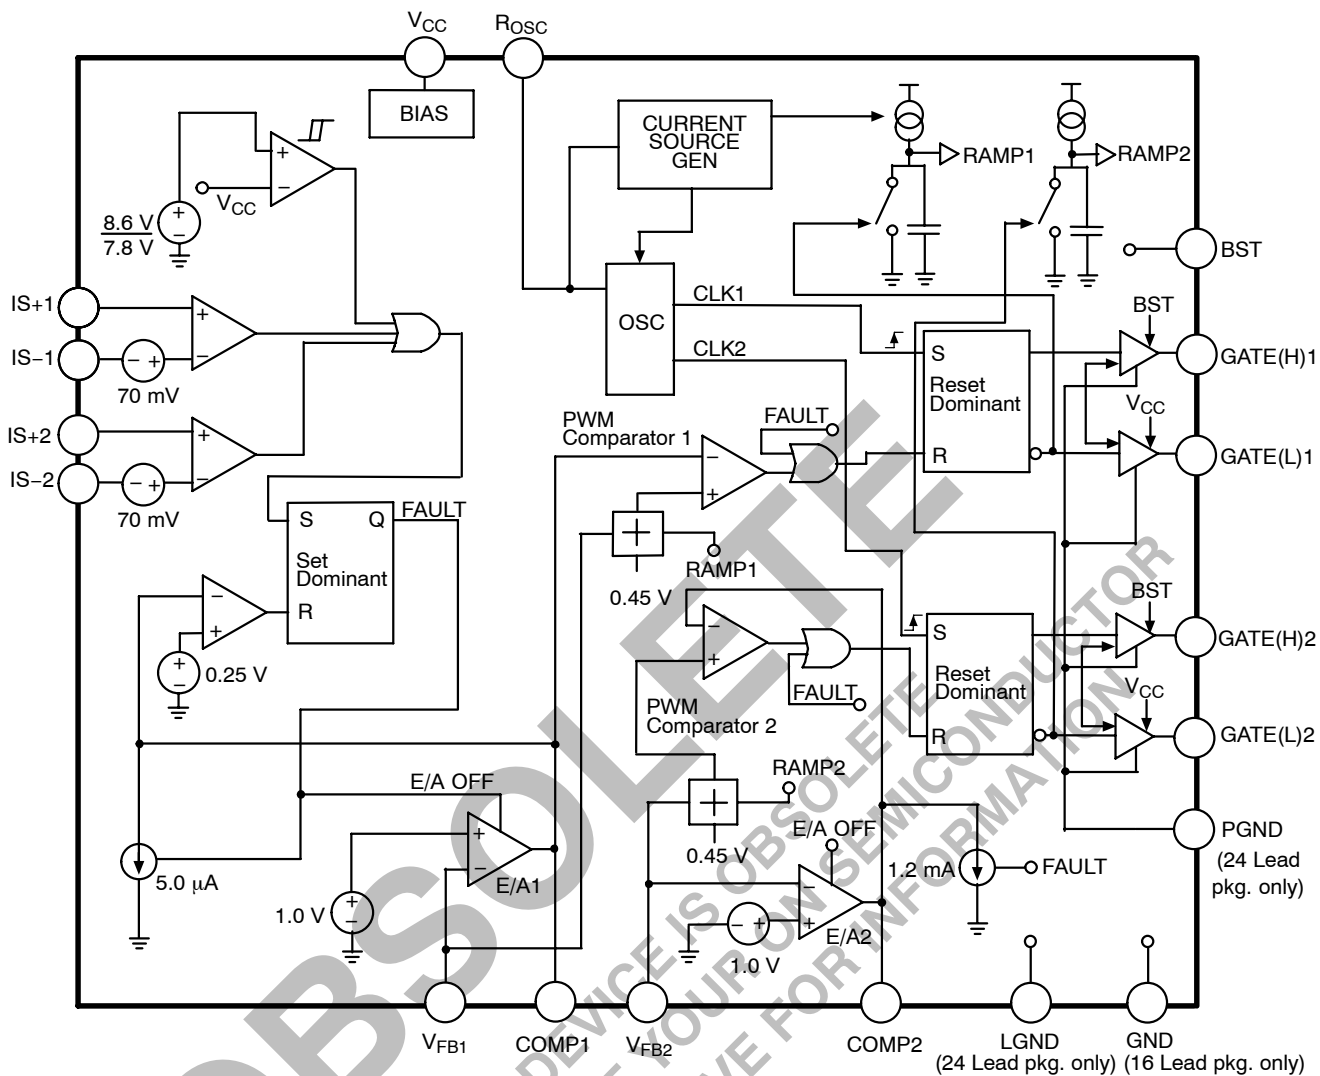 VCC
ROSC
BIAS
CURRENT
SOURCE
GEN
RAMP1
RAMP2
+
−
VCC
8.6 V
7.8 V
+
−
BST
IS+1
IS−1
− +
70 mV
+
−
OSC
CLK1
CLK2
S
Reset
Dominant
R
BST
GATE(H)1
VCC
GATE(L)1
IS+2
IS−2
− +
70 mV
+
−
PWM
Comparator 1
FAULT
−
+
+
RAMP1
0.45 V
S
Q
FAULT
Set
Dominant
R
−
+
+
−
0.25 V
−
+
FAULT
PWM
Comparator 2
S
Reset
Dominant
R
BST
GATE(H)2
VCC
GATE(L)2
RAMP2
+
0.45 V
E/A OFF
+
−
E/A1
5.0 μA
1.0 V
+
−
E/A OFF
−
+
E/A2
− +
1.0 V
1.2 mA
FAULT
PGND
(24 Lead
pkg. only)
VFB1
COMP1
VFB2
COMP2
LGND
(24 Lead pkg. only)
GND
(16 Lead pkg. only)
OBSOLETE
DEVICE IS OBSOLETE
YOUR ON SEMICONDUCTOR
FOR INFORMATION